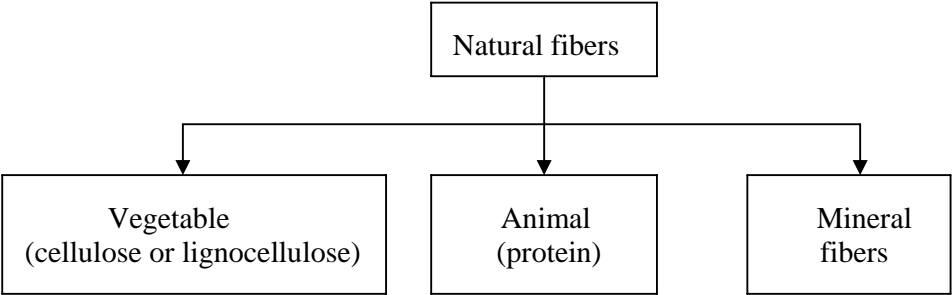 Natural fibers
Vegetable
(cellulose or lignocellulose)
Animal
(protein)
Mineral
fibers